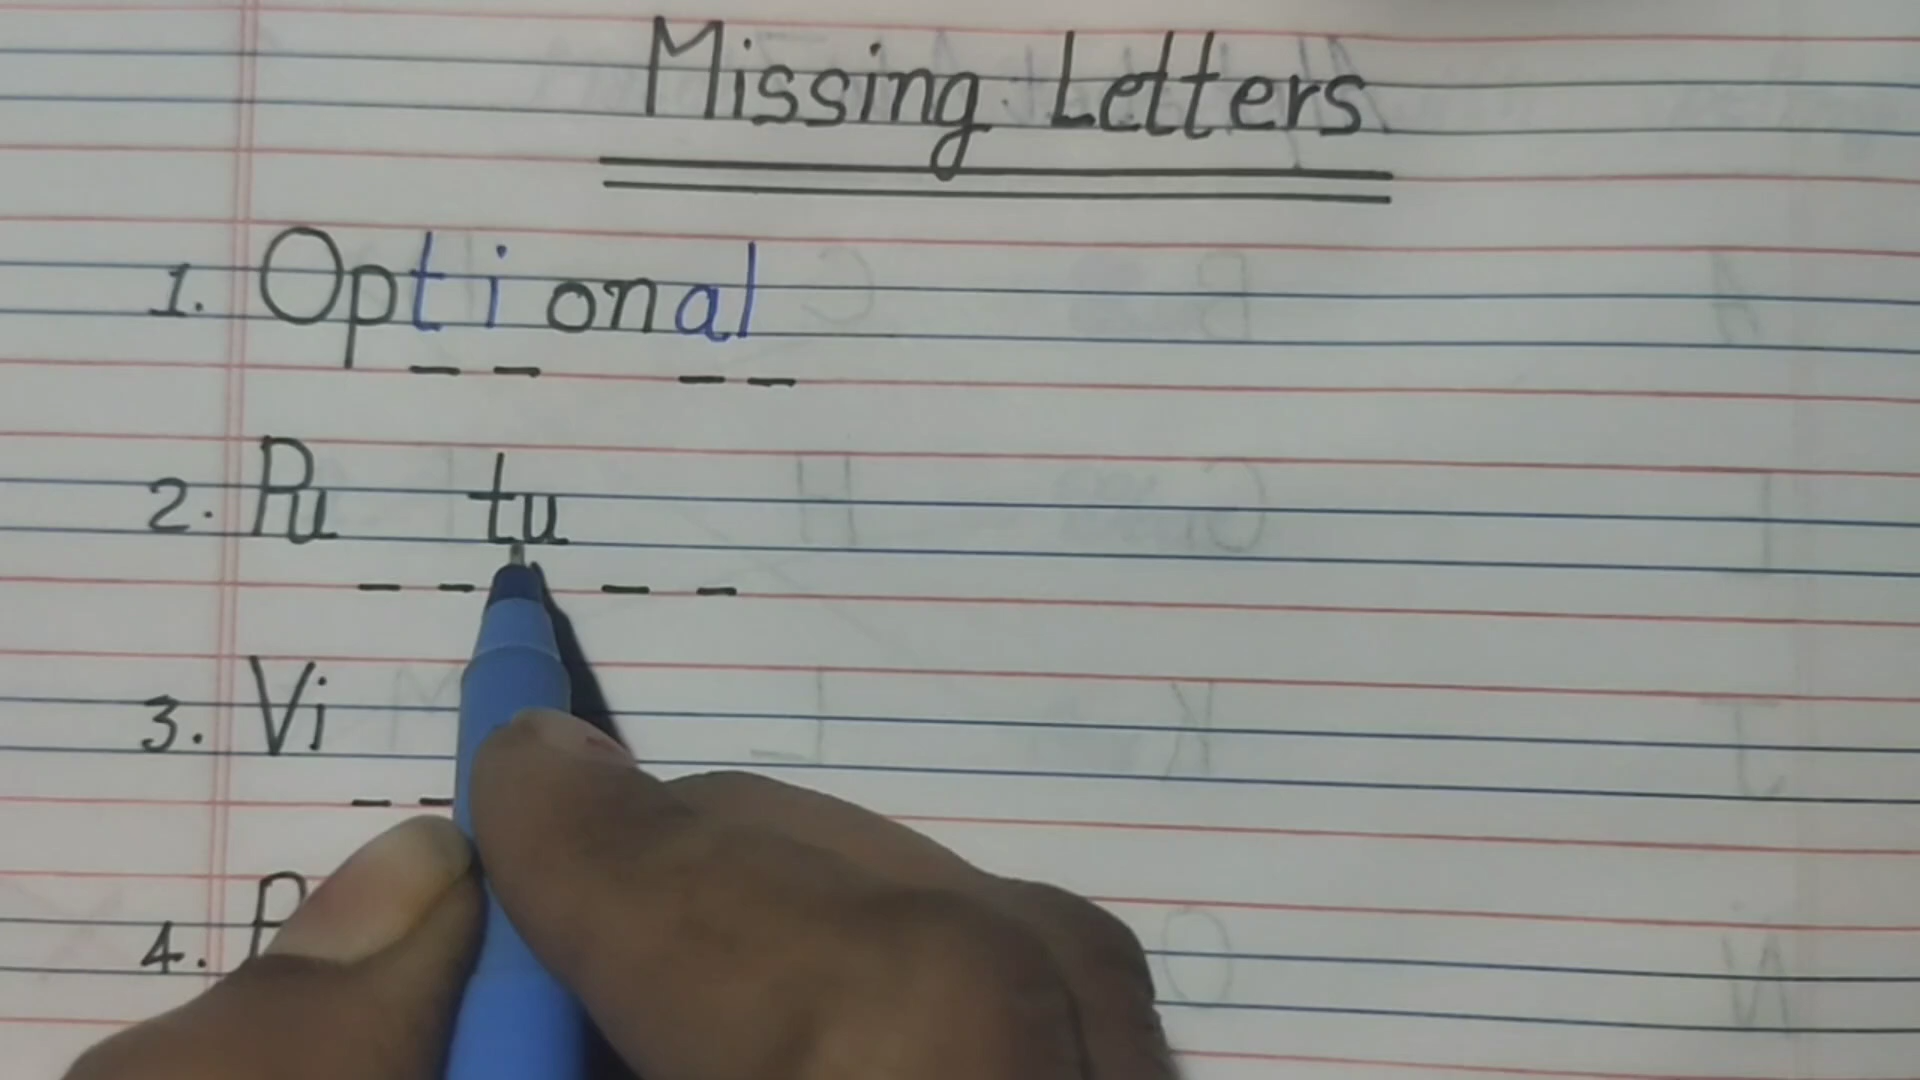 Missing Letters
1. Optional
2. Pu _ _ tu _ _
3. Vi _ _
4. P